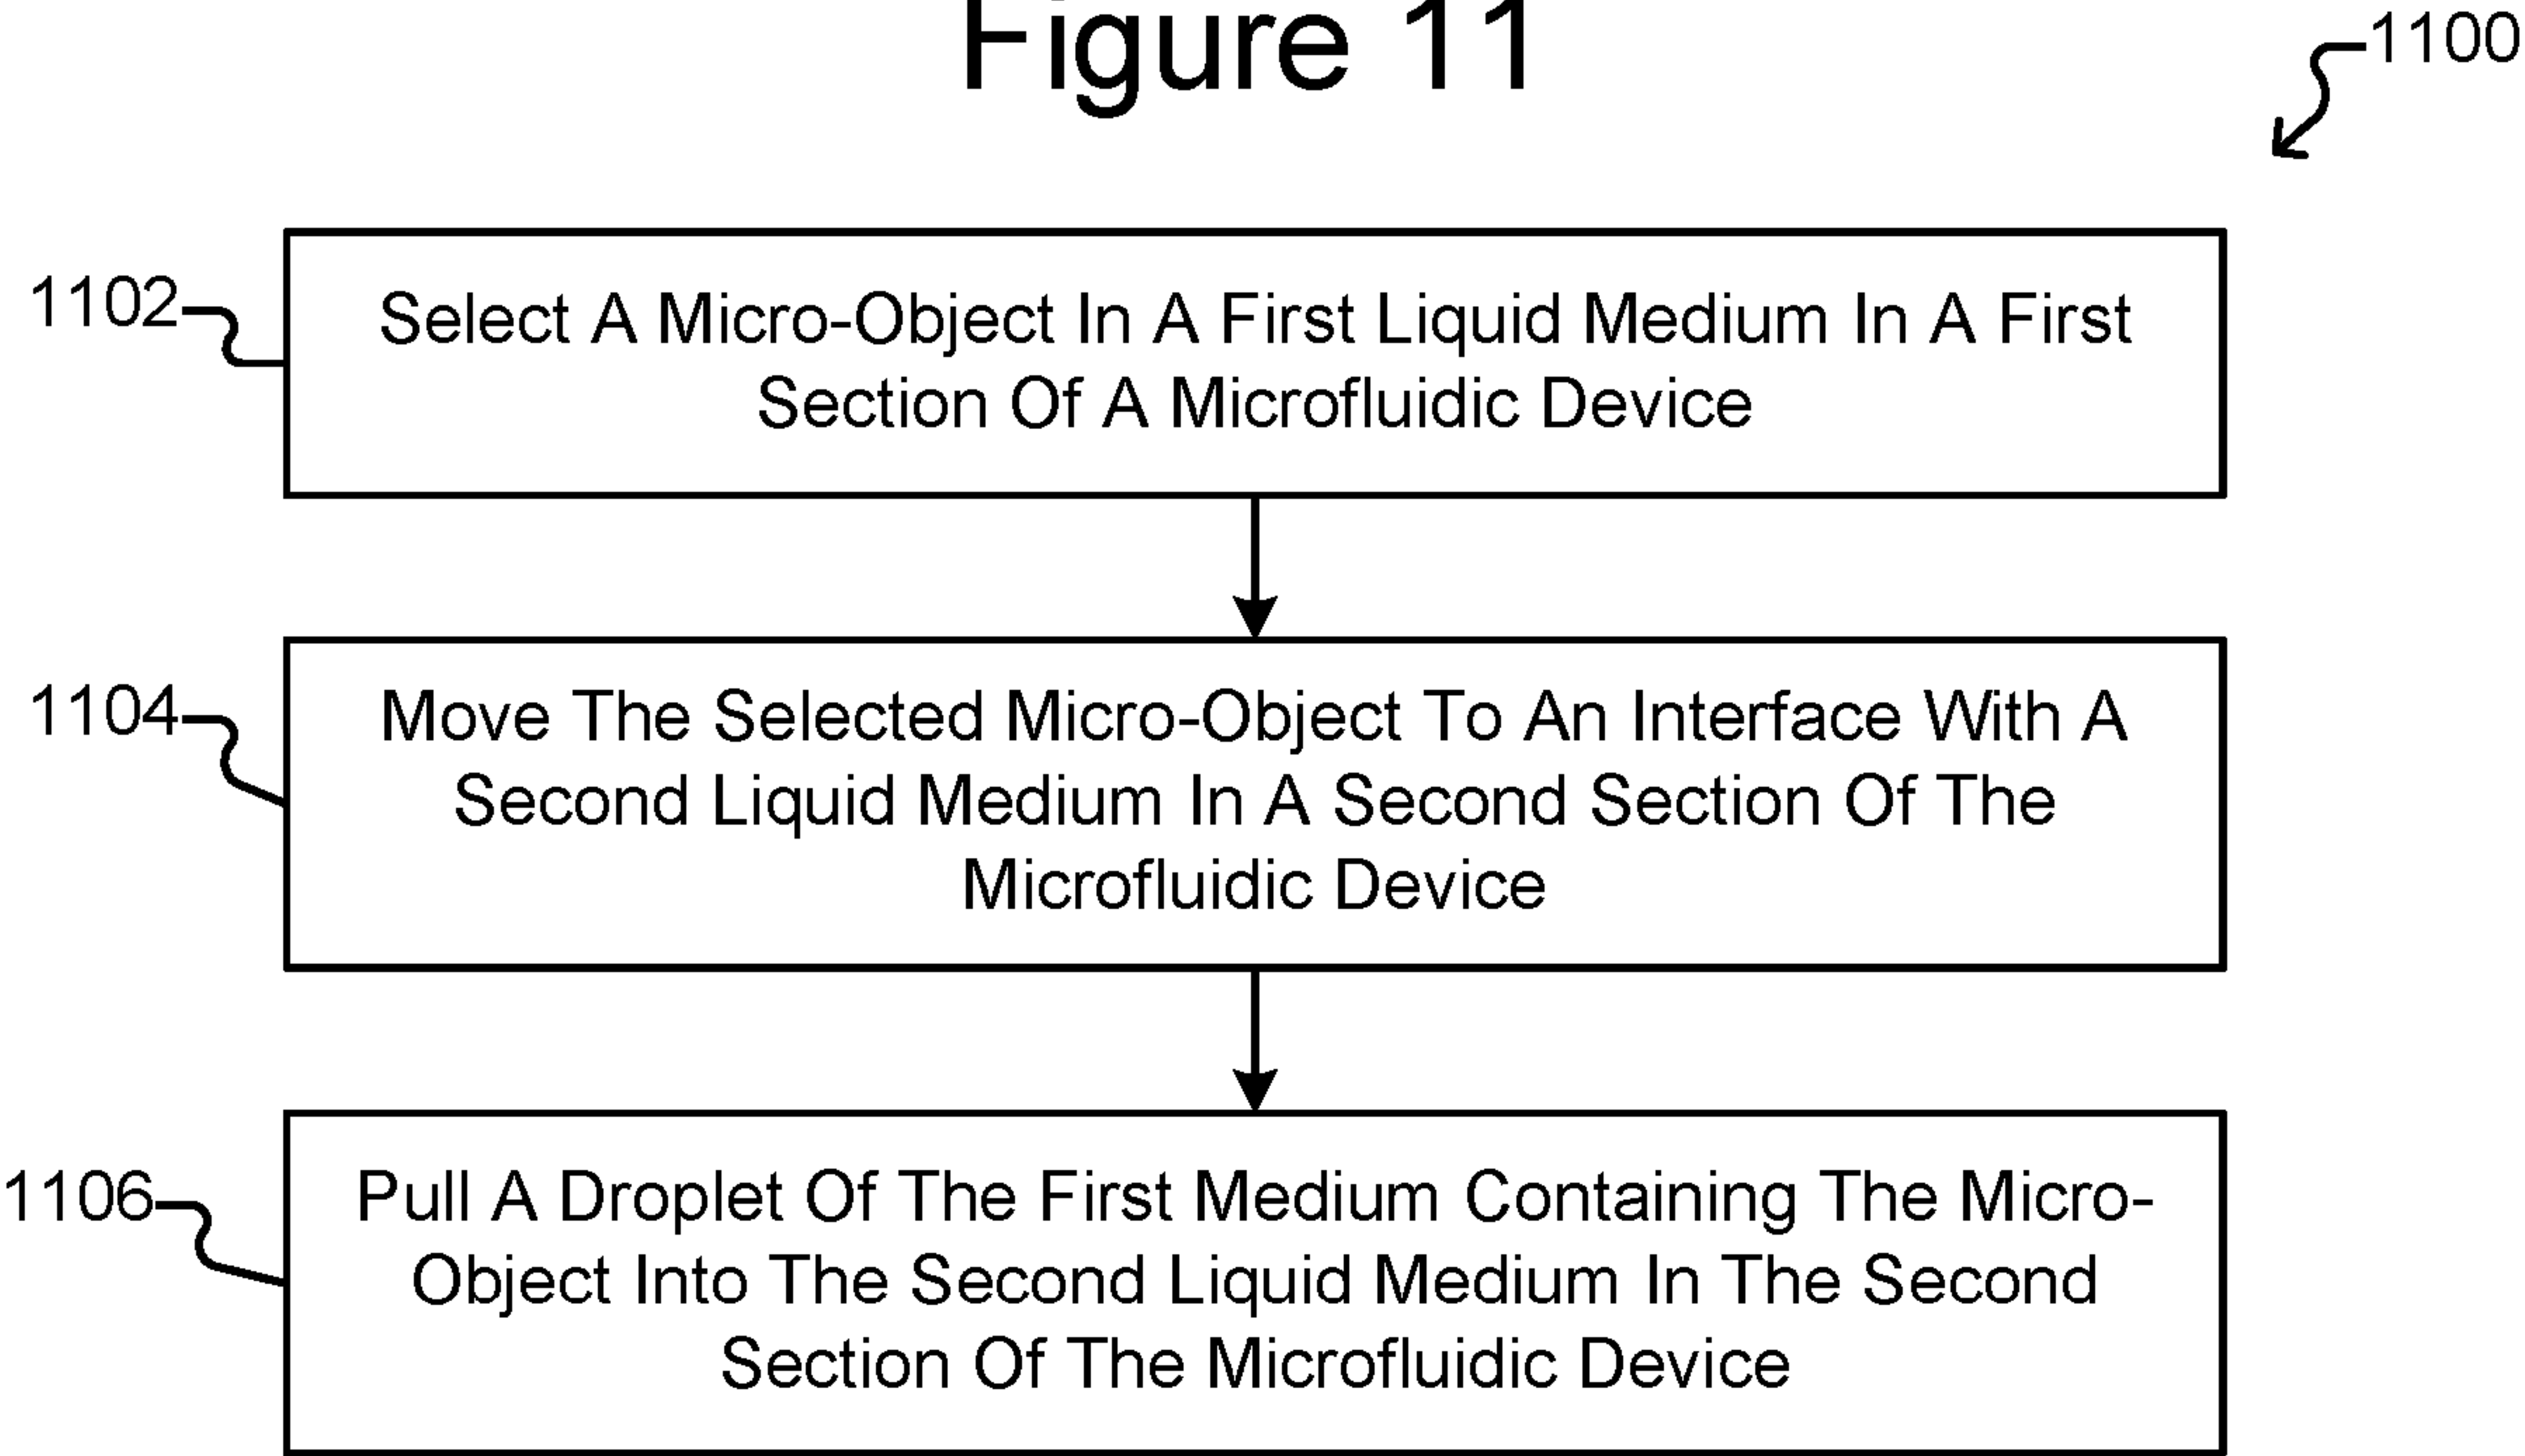 Figure 11
1100
1102
Select A Micro-Object In A First Liquid Medium In A First
Section Of A Microfluidic Device
1104
Move The Selected Micro-Object To An Interface With A
Second Liquid Medium In A Second Section Of The
Microfluidic Device
1106
Pull A Droplet Of The First Medium Containing The Micro-
Object Into The Second Liquid Medium In The Second
Section Of The Microfluidic Device